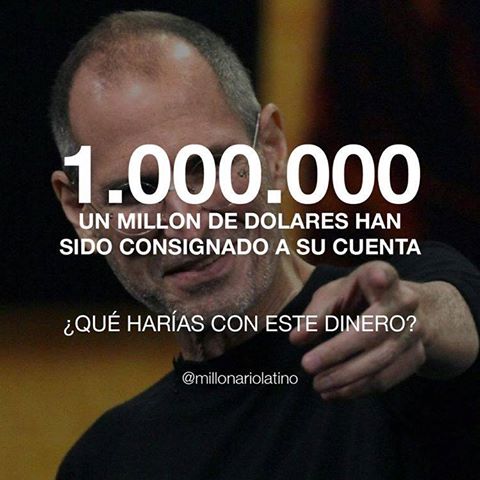 1.000.000
UN MILLON DE DOLARES HAN
SIDO CONSIGNADO A SU CUENTA
¿QUÉ HARÍAS CON ESTE DINERO?
@millonariolatino